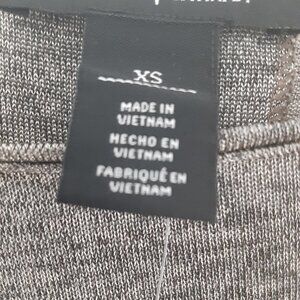 XS
MADE IN
VIETNAM
HECHO EN
VIETNAM
FABRIQUÉ EN
VIETNAM